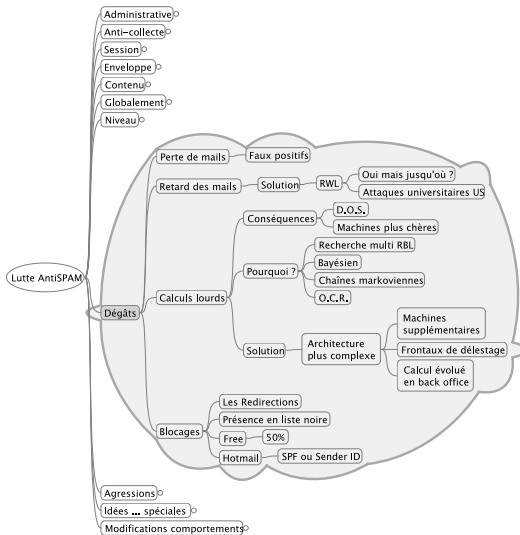 Administrative
Anti-collecte
Session
Enveloppe
Contenu
Globalement
Niveau
Lutte AntiSPAM
Dégâts
Perte de mails
Faux positifs
Retard des mails
Solution
RWL
Oui mais jusqu'où ?
Attaques universitaires US
Calculs lourds
Conséquences
D.O.S.
Machines plus chères
Pourquoi ?
Recherche multi RBL
Bayésien
Chaînes markoviennes
O.C.R.
Solution
Architecture
plus complexe
Machines
supplémentaires
Frontaux de délestage
Calcul évolué
en back office
Blocages
Les Redirections
Présence en liste noire
Free
50%
Hotmail
SPF ou Sender ID
Agressions
Idées ... spéciales
Modifications comportements